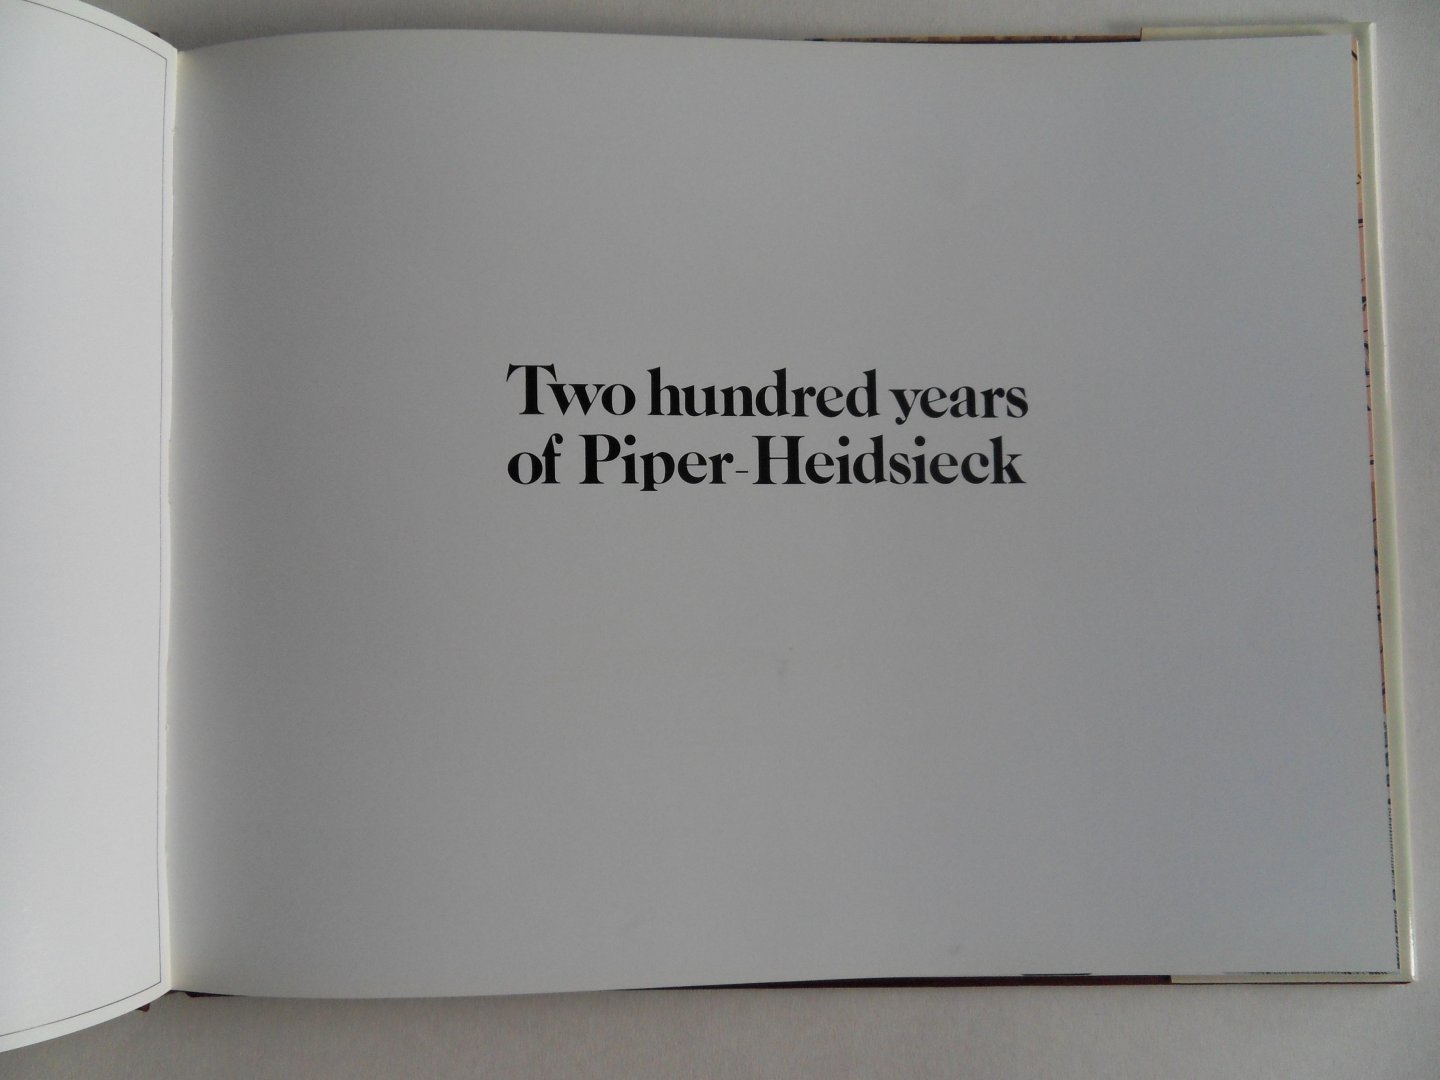 Two hundred years
of Piper-Heidsieck